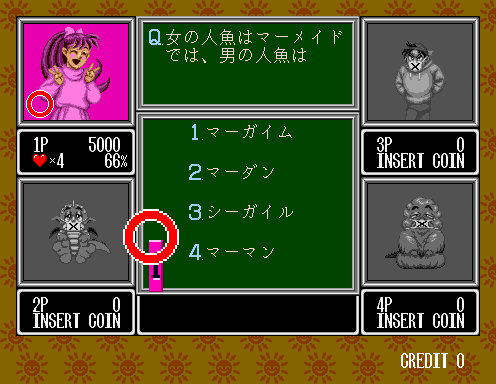 Q.女の人魚はマーメイド
では、男の人魚は
1.マーガイム
2.マーダン
3.シーガイル
4.マーマン
1P 5000
×4 66%
3P 0
INSERT COIN
2P 0
INSERT COIN
4P 0
INSERT COIN
CREDIT 0